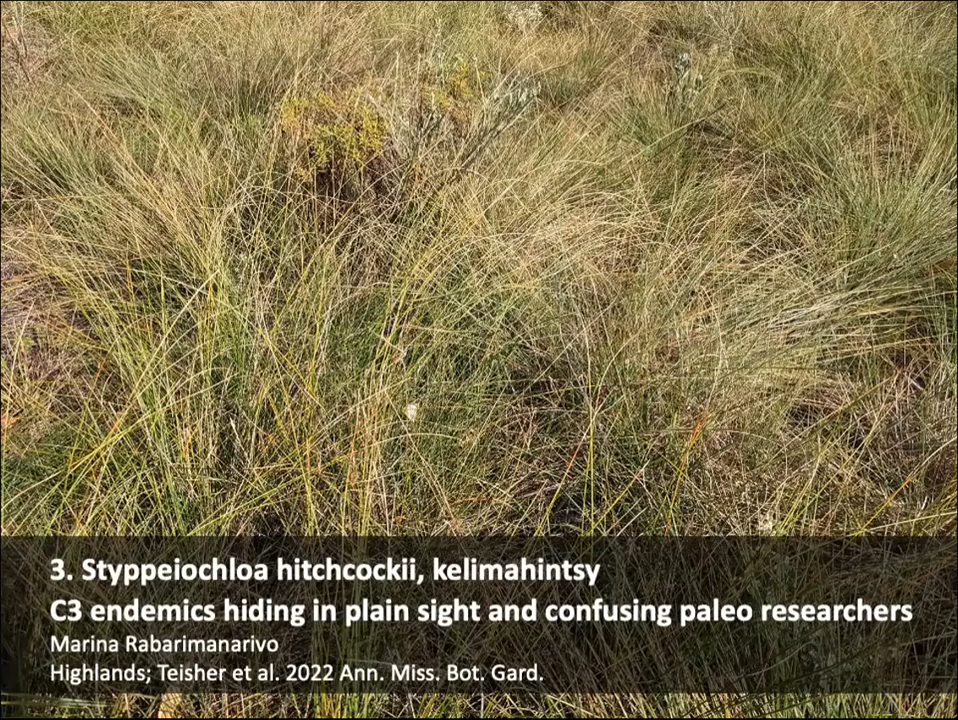 3. Styppeiochloa hitchcockii, kelimahintsy
C3 endemics hiding in plain sight and confusing paleo researchers
Marina Rabarimanarivo
Highlands; Teisher et al. 2022 Ann. Miss. Bot. Gard.